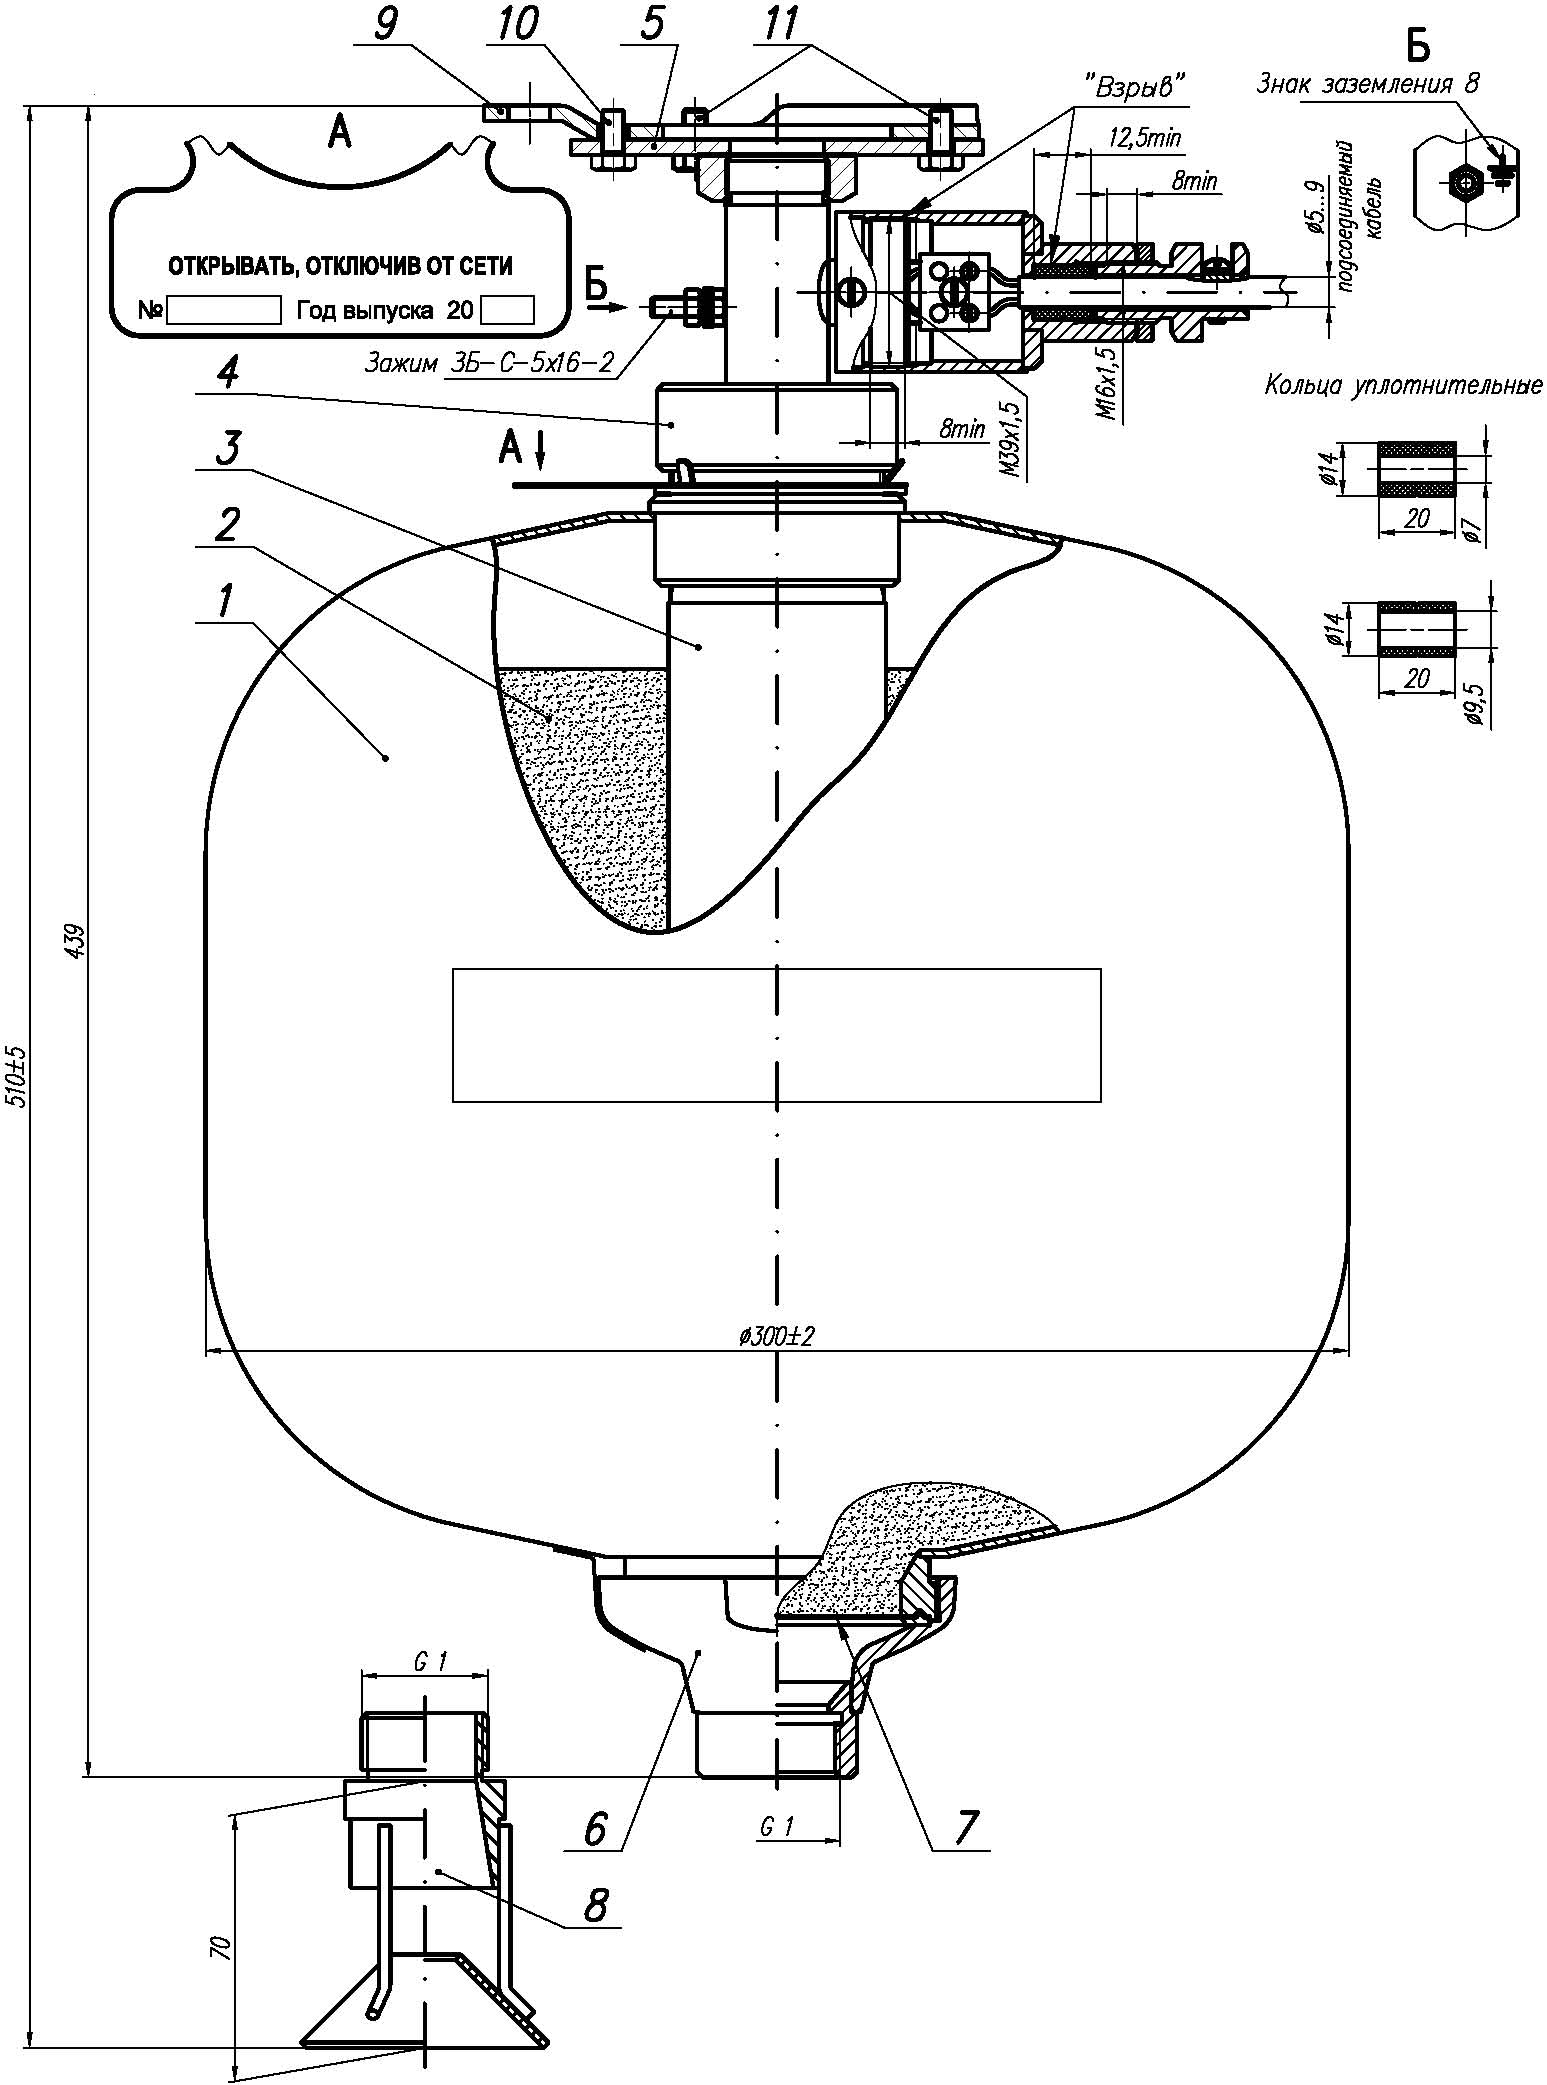 9
10
5
11
Б
Знак заземления 8
"Взрыв"
12,5min
8min
ø5...9
подсоединяемый
кабель
А
ОТКРЫВАТЬ, ОТКЛЮЧИВ ОТ СЕТИ
№ Год выпуска 20
Б
Зажим ЗБ-С-5х16-2
М16х1,5
Кольца уплотнительные
4
А
8min
М39х1,5
3
ø14
20
ø7
2
1
ø14
20
ø9,5
439
510±5
ø300±2
G 1
6
G 1
7
8
70